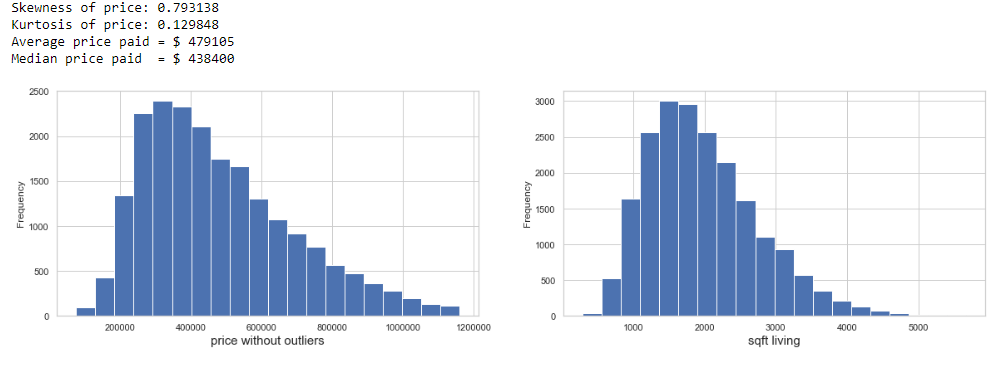 Skewness of price: 0.793138
Kurtosis of price: 0.129848
Average price paid = $ 479105
Median price paid  = $ 438400
2500
2000
1500
1000
500
0
Frequency
200000 400000 600000 800000 1000000 1200000
price without outliers
3000
2500
2000
1500
1000
500
0
Frequency
1000 2000 3000 4000 5000
sqft living